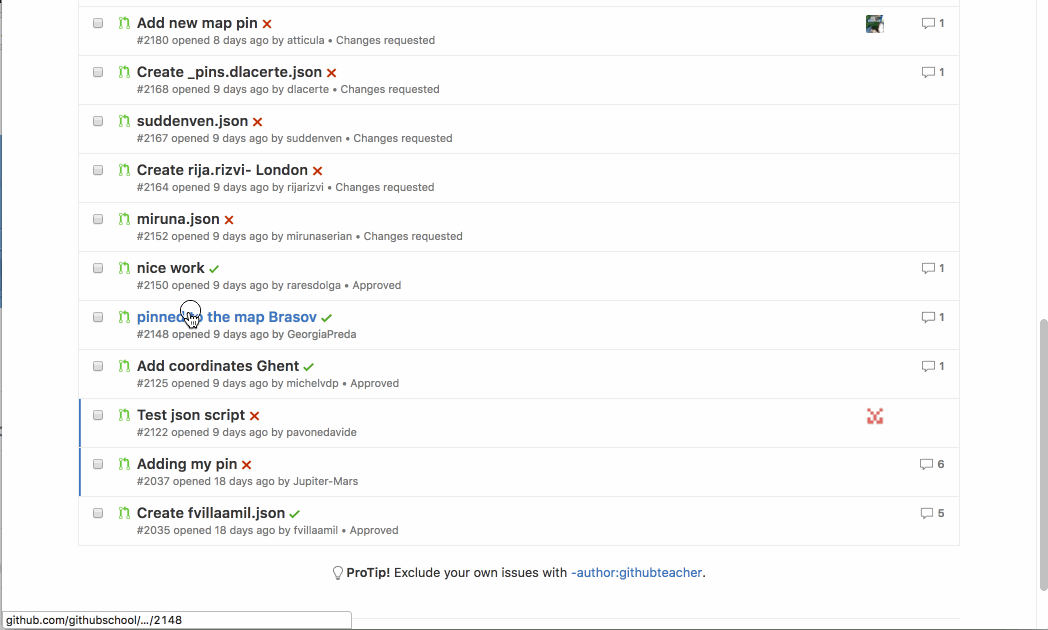 Add new map pin
1
#2180 opened 8 days ago by atticula • Changes requested
Create _pins.dlacerte.json
1
#2168 opened 9 days ago by dlacerte • Changes requested
suddenven.json
#2167 opened 9 days ago by suddenven • Changes requested
Create rija.rizvi- London
#2164 opened 9 days ago by rijarizvi • Changes requested
miruna.json
#2152 opened 9 days ago by mirunaserian • Changes requested
nice work
1
#2150 opened 9 days ago by raresdolga • Approved
pinned to the map Brasov
1
#2148 opened 9 days ago by GeorgiaPreda
Add coordinates Ghent
1
#2125 opened 9 days ago by michelvdp • Approved
Test json script
#2122 opened 9 days ago by pavonedavide
Adding my pin
6
#2037 opened 18 days ago by Jupiter-Mars
Create fvillaamil.json
5
#2035 opened 18 days ago by fvillaamil • Approved
ProTip! Exclude your own issues with -author:githubteacher.
github.com/githubschool/.../2148